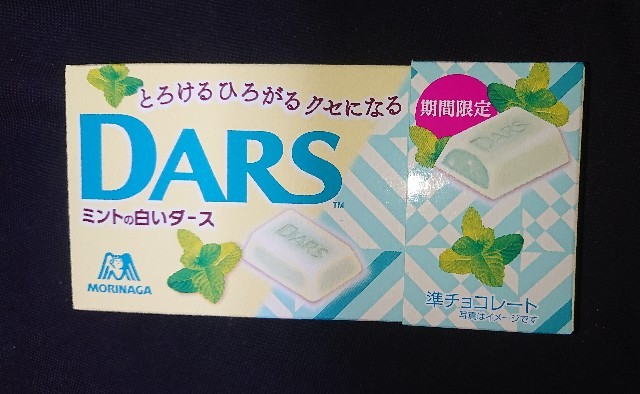 とろけるひろがるクセになる
DARS
TM
ミントの白いダース
MORINAGA
DARS
期間限定
DARS
準チョコレート
写真はイメージです